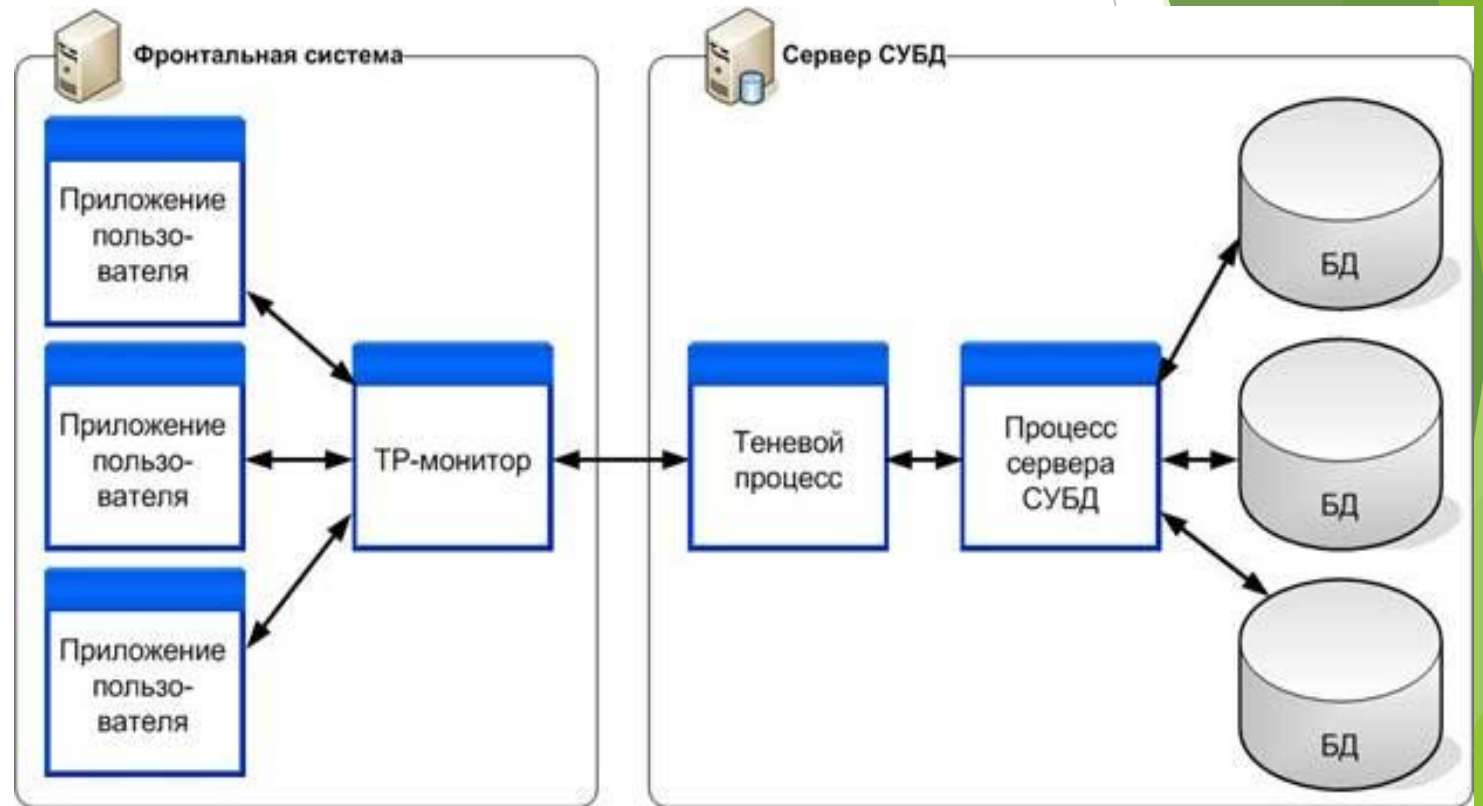 Фронтальная система
Приложение
пользо-
вателя
Приложение
пользо-
вателя
Приложение
пользо-
вателя
ТР-монитор
Сервер СУБД
Теневой
процесс
Процесс
сервера
СУБД
БД
БД
БД